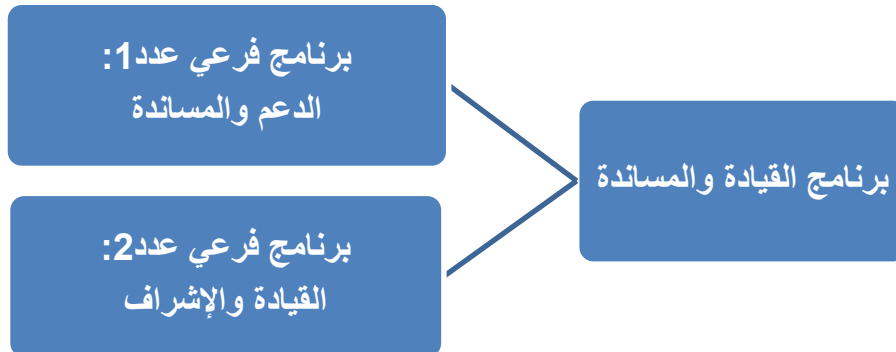 برنامج القيادة والمساندة
برنامج فرعي عدد1:
الدعم والمساندة
برنامج فرعي عدد2:
القيادة والإشراف